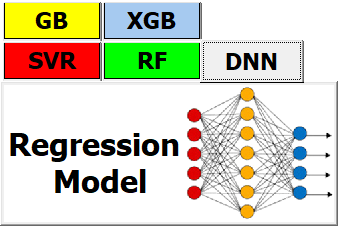 GB
XGB
SVR
RF
DNN
Regression
Model